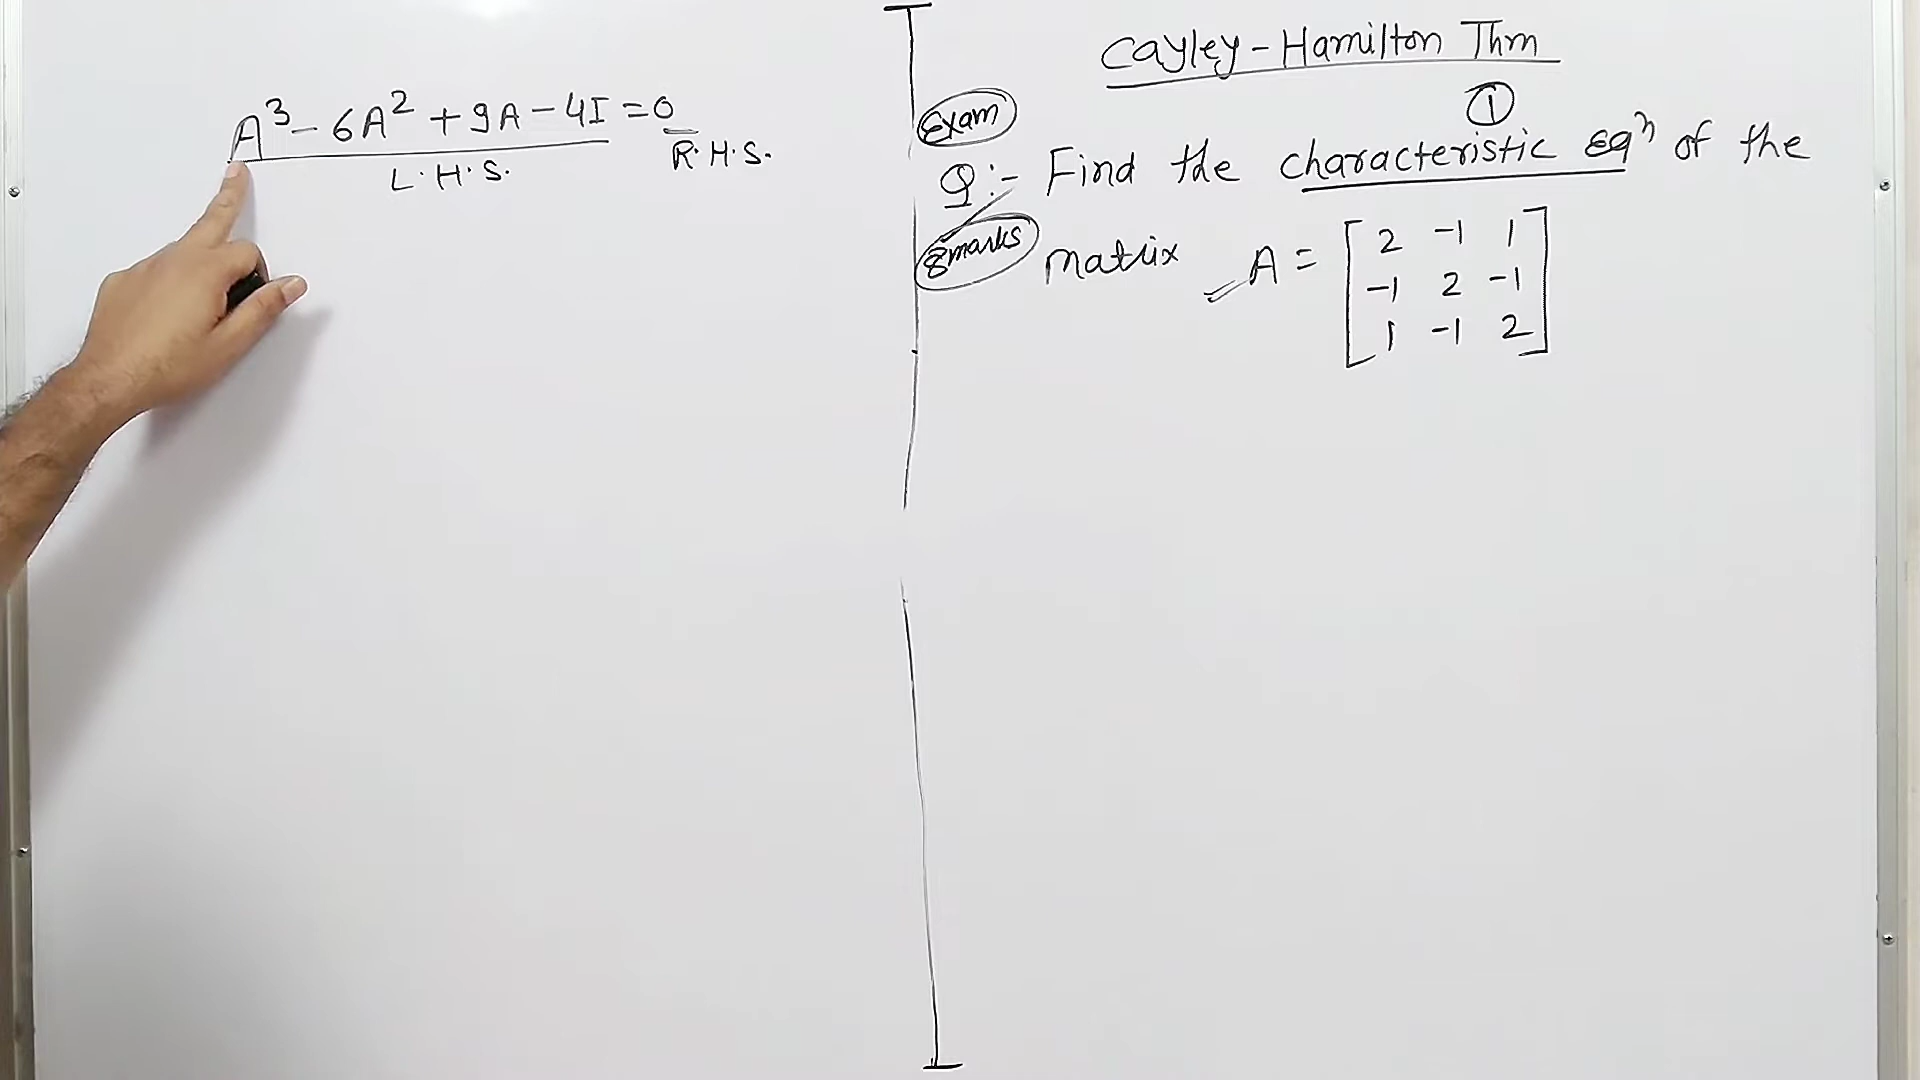 A³ - 6A² + 9A - 4I = 0
L.H.S. R.H.S.
Cayley-Hamilton Thm
Exam
①
Q:- Find the characteristic eqⁿ of the
8marks
matrix A = [2 -1 1
-1 2 -1
1 -1 2]